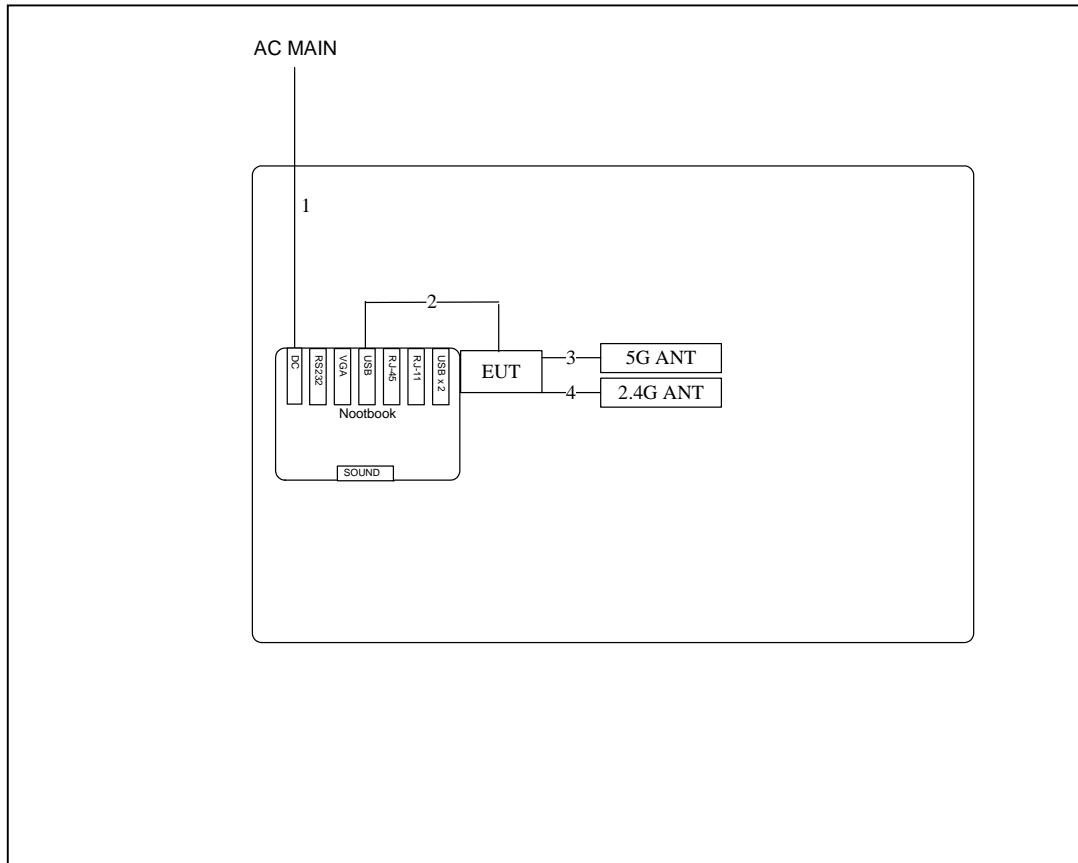 AC MAIN
1
2
DC
RS232
VGA
USB
RJ-45
RJ-11
USB x 2
EUT
3
5G ANT
4
2.4G ANT
Nootbook
SOUND